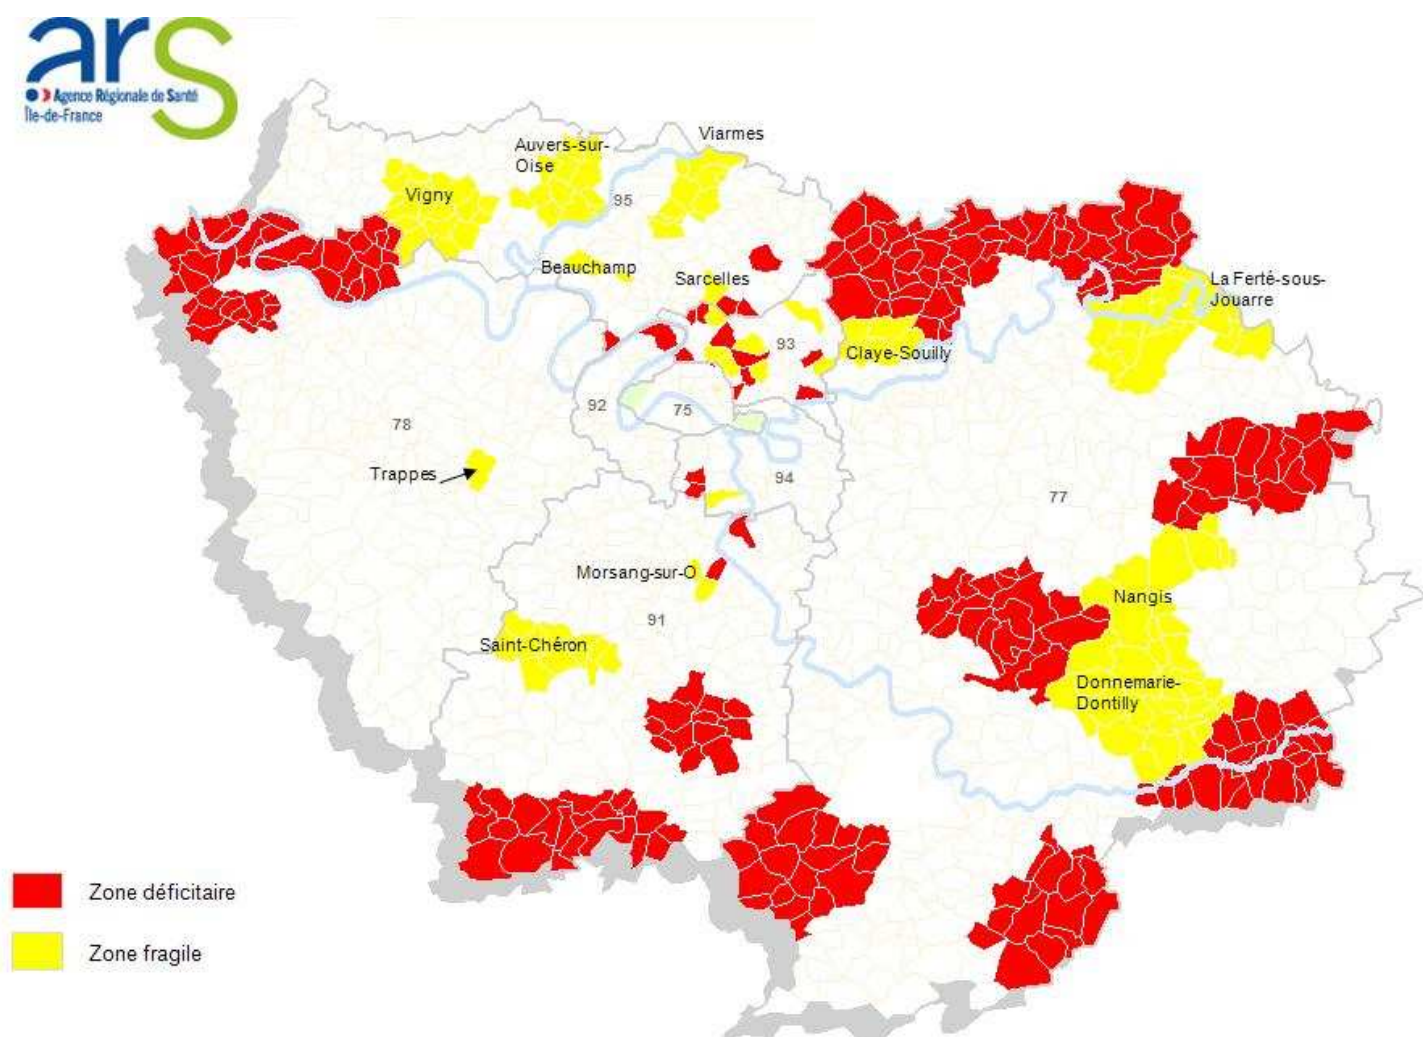 ars
Agence Régionale de Santé
Île-de-France
Viarmes
Auvers-sur-
Oise
Vigny
95
Beauchamp
Sarcelles
La Ferté-sous-
Jouarre
93
Claye-Souilly
92
75
78
Trappes
94
77
Morsang-sur-O
Nangis
91
Saint-Chéron
Donnemarie-
Dontilly
Zone déficitaire
Zone fragile